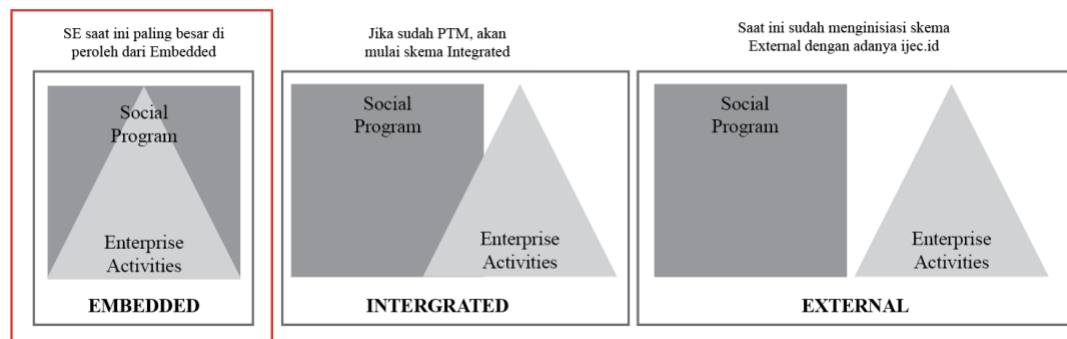 SE saat ini paling besar di
peroleh dari Embedded
Social
Program
Enterprise
Activities
EMBEDDED
Jika sudah PTM, akan
mulai skema Integrated
Social
Program
Enterprise
Activities
INTERGRATED
Saat ini sudah menginisiasi skema
External dengan adanya ijec.id
Social
Program
Enterprise
Activities
EXTERNAL